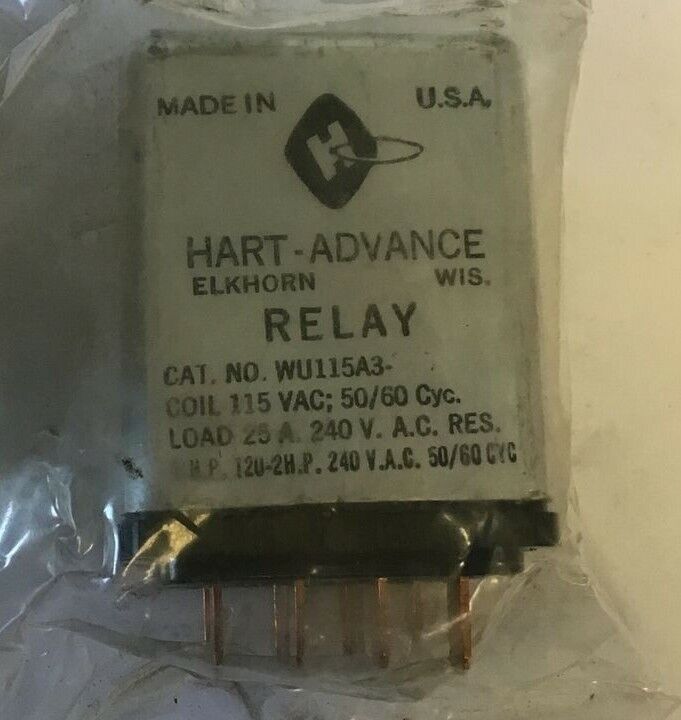 MADE IN U.S.A.
H
HART-ADVANCE
ELKHORN WIS.
RELAY
CAT. NO. WU115A3-
COIL 115 VAC; 50/60 Cyc.
LOAD 25 A. 240 V. A.C. RES.
H.P. 120-2H.P. 240 V.A.C. 50/60 CYC